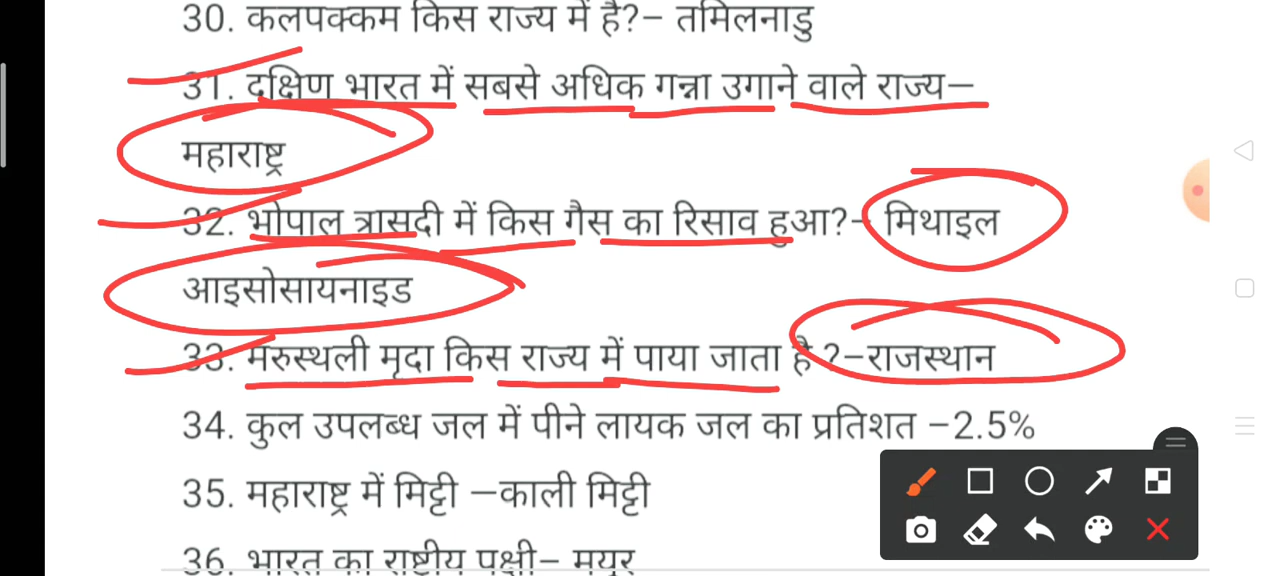 30. कलपक्कम किस राज्य में है?– तमिलनाडु
31. दक्षिण भारत में सबसे अधिक गन्ना उगाने वाले राज्य–
महाराष्ट्र
32. भोपाल त्रासदी में किस गैस का रिसाव हुआ?– मिथाइल
आइसोसायनाइड
33. मरुस्थली मृदा किस राज्य में पाया जाता है ?–राजस्थान
34. कुल उपलब्ध जल में पीने लायक जल का प्रतिशत –2.5%
35. महाराष्ट्र में मिट्टी –काली मिट्टी
36. भारत का राष्ट्रीय पक्षी– मयूर